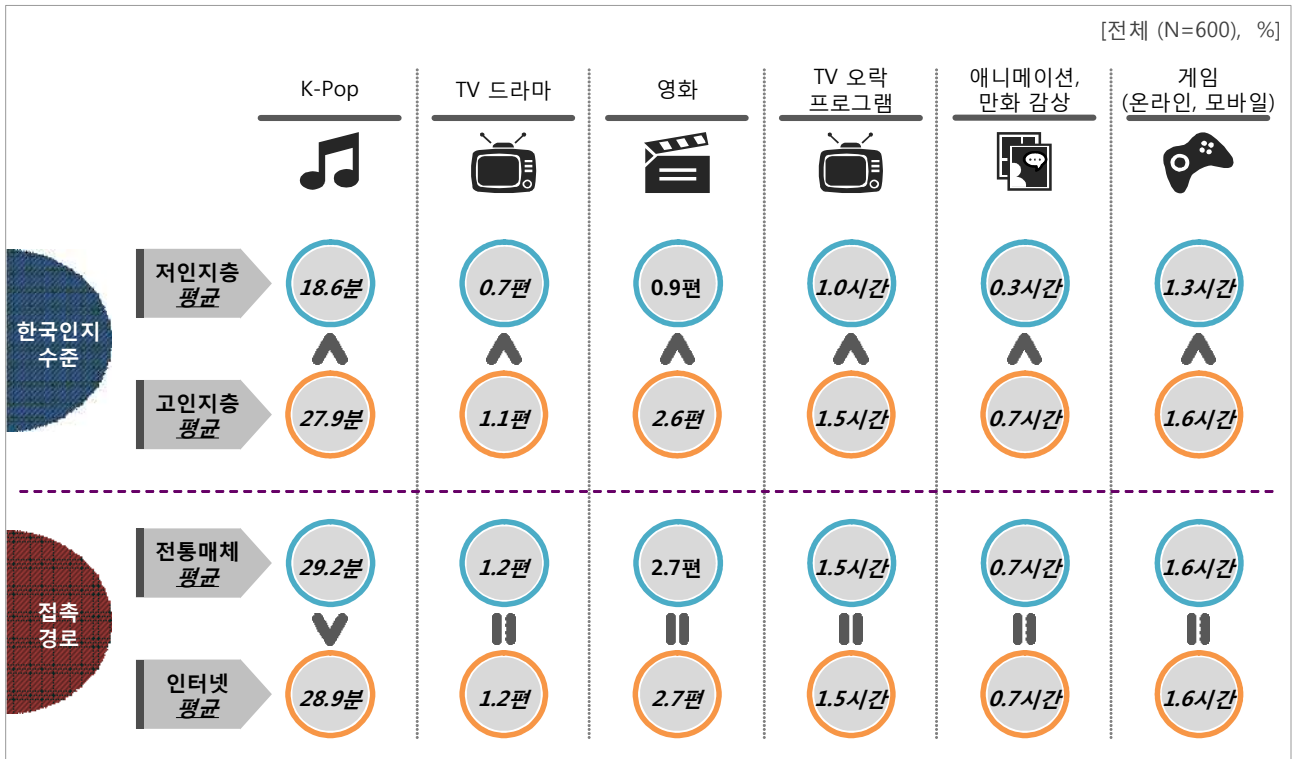 [전체 (N=600), %]
K-Pop
TV 드라마
영화
TV 오락
프로그램
애니메이션,
만화 감상
게임
(온라인, 모바일)
한국인지
수준
저인지층
평균
18.6분
0.7편
0.9편
1.0시간
0.3시간
1.3시간
고인지층
평균
27.9분
1.1편
2.6편
1.5시간
0.7시간
1.6시간
접촉
경로
전통매체
평균
29.2분
1.2편
2.7편
1.5시간
0.7시간
1.6시간
인터넷
평균
28.9분
1.2편
2.7편
1.5시간
0.7시간
1.6시간